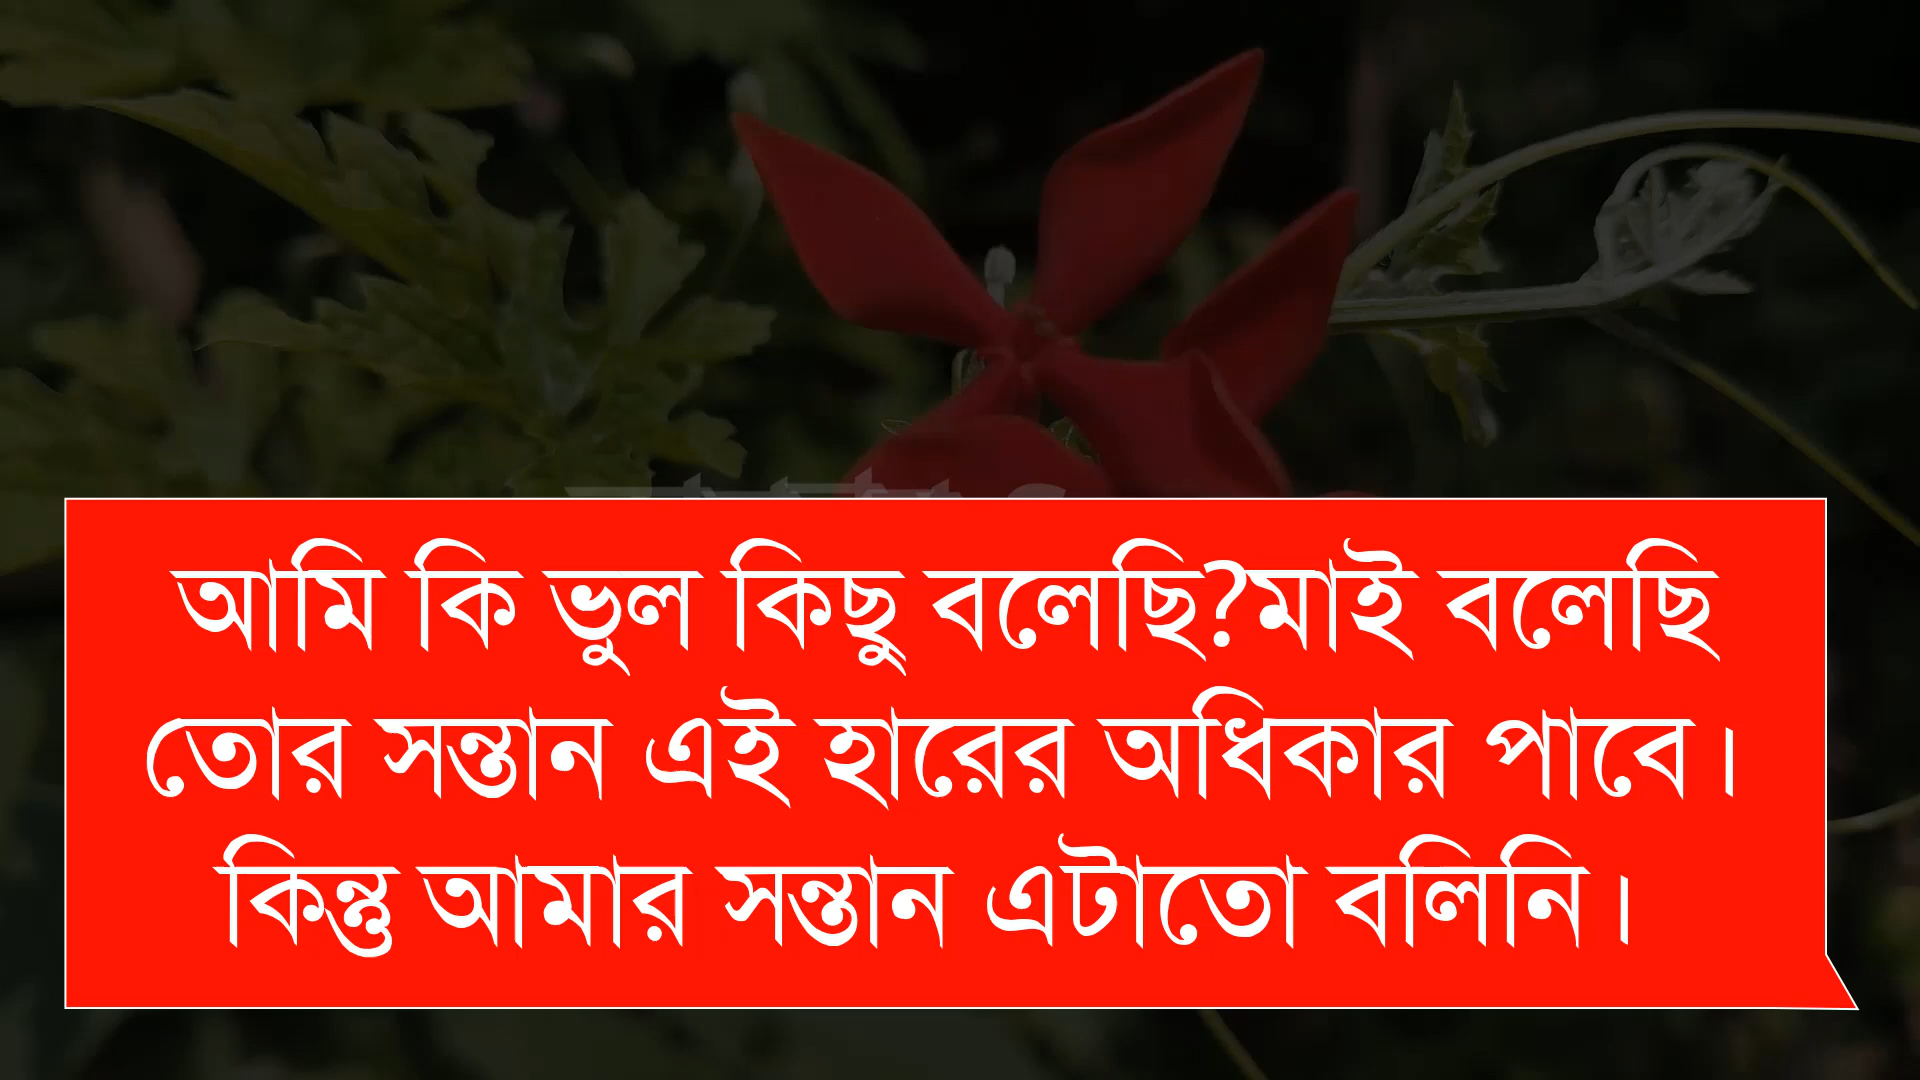 আমি কি ভুল কিছু বলেছি?মাই বলেছি
তোর সন্তান এই হারের অধিকার পাবে।
কিন্তু আমার সন্তান এটাতো বলিনি।